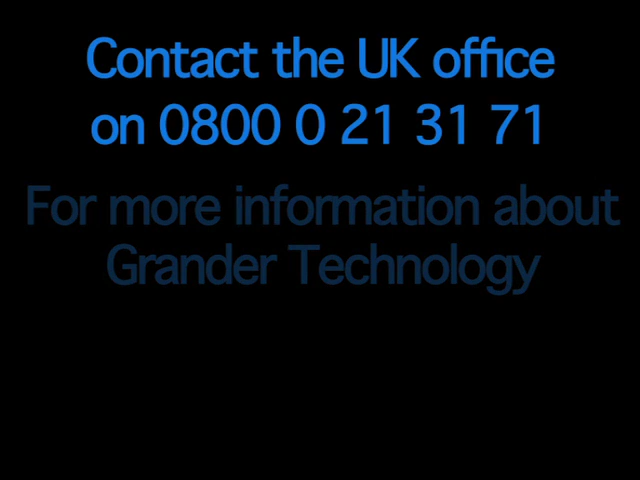 Contact the UK office
on 0800 0 21 31 71
For more information about
Grander Technology